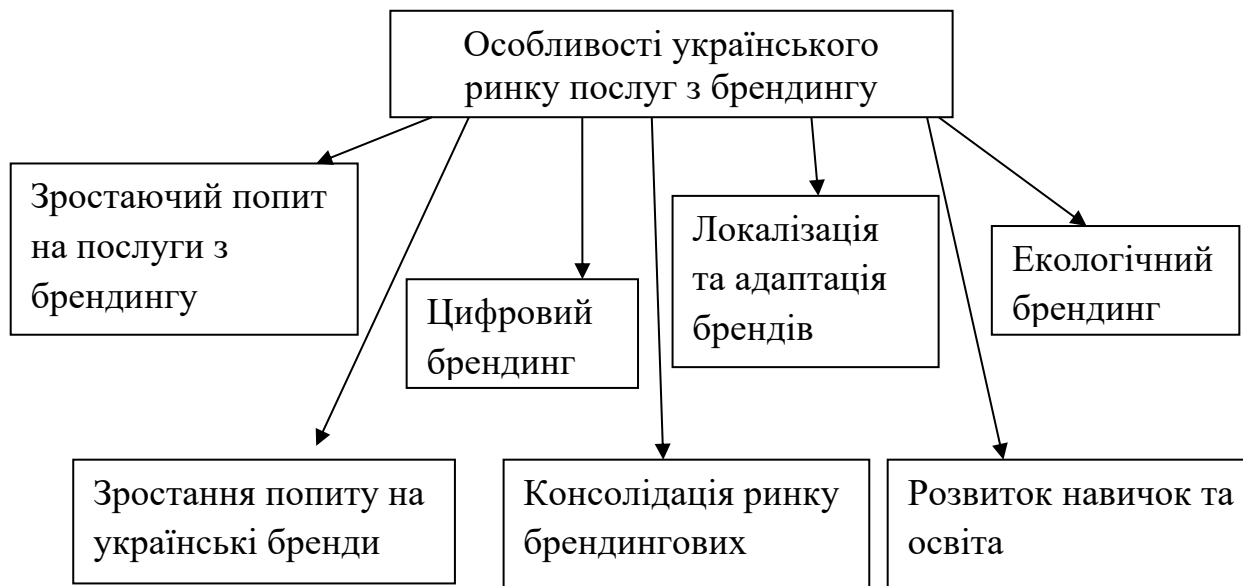 Особливості українського
ринку послуг з брендингу
Зростаючий попит
на послуги з
брендингу
Цифровий
брендинг
Локалізація
та адаптація
брендів
Екологічний
брендинг
Зростання попиту на
українські бренди
Консолідація ринку
брендингових
Розвиток навичок та
освіта